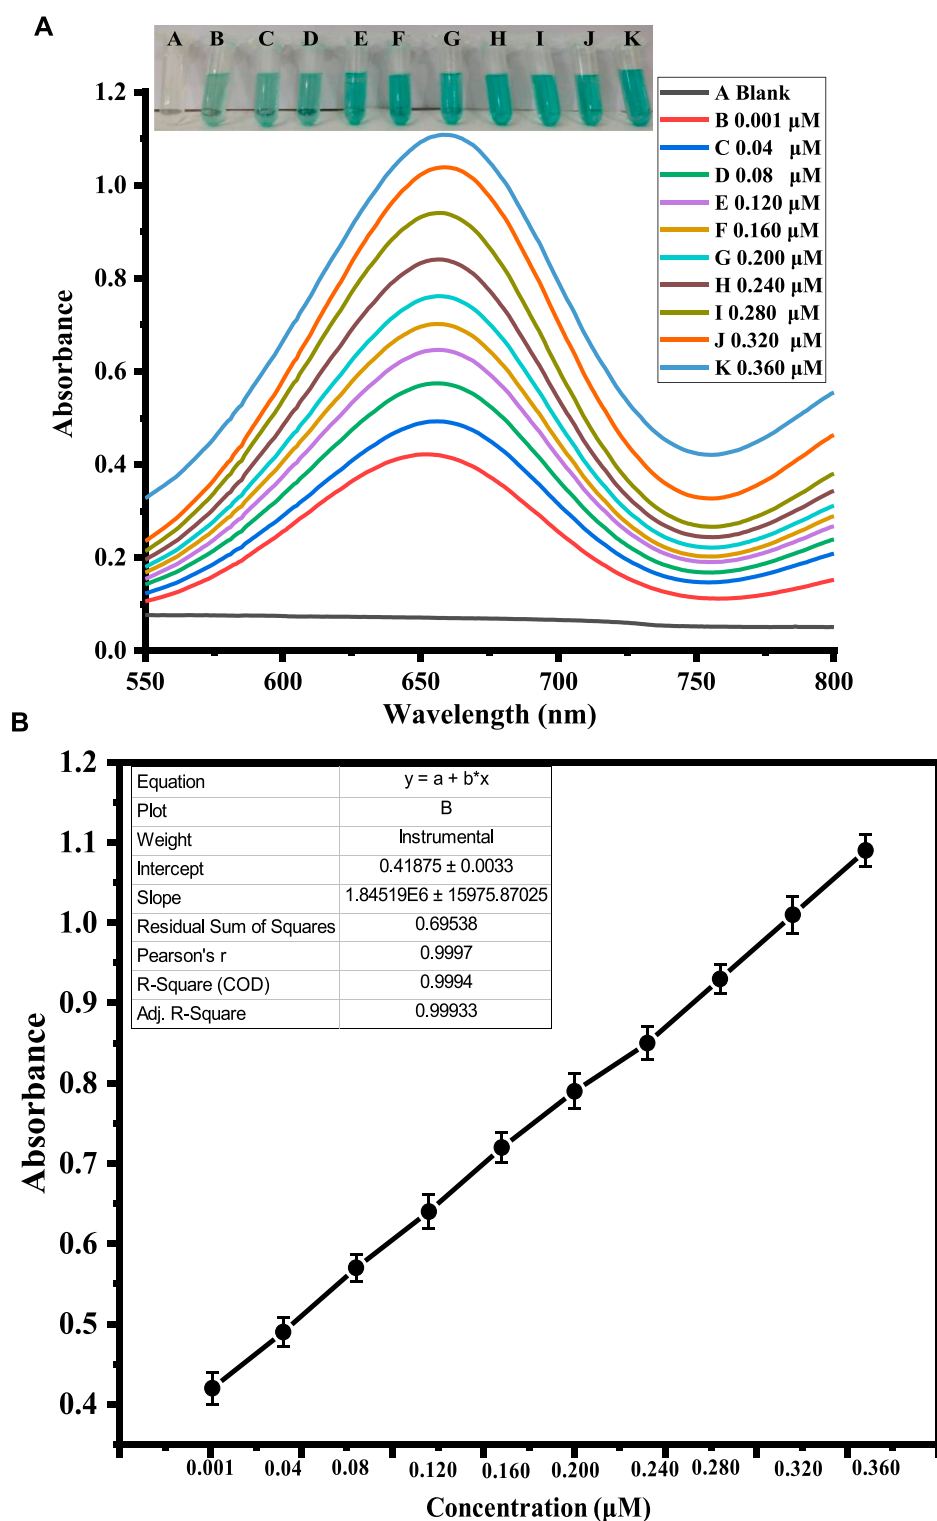 A
A B C D E F G H I J K
A Blank
B 0.001 µM
C 0.04 µM
D 0.08 µM
E 0.120 µM
F 0.160 µM
G 0.200 µM
H 0.240 µM
I 0.280 µM
J 0.320 µM
K 0.360 µM
1.2
1.0
0.8
0.6
0.4
0.2
0.0
Absorbance
550 600 650 700 750 800
Wavelength (nm)
B
Equation y = a + b*x
Plot B
Weight Instrumental
Intercept 0.41875 ± 0.0033
Slope 1.84519E6 ± 15975.87025
Residual Sum of Squares 0.69538
Pearson's r 0.9997
R-Square (COD) 0.9994
Adj. R-Square 0.99933
1.2
1.1
1.0
0.9
0.8
0.7
0.6
0.5
0.4
Absorbance
0.001 0.04 0.08 0.120 0.160 0.200 0.240 0.280 0.320 0.360
Concentration (µM)